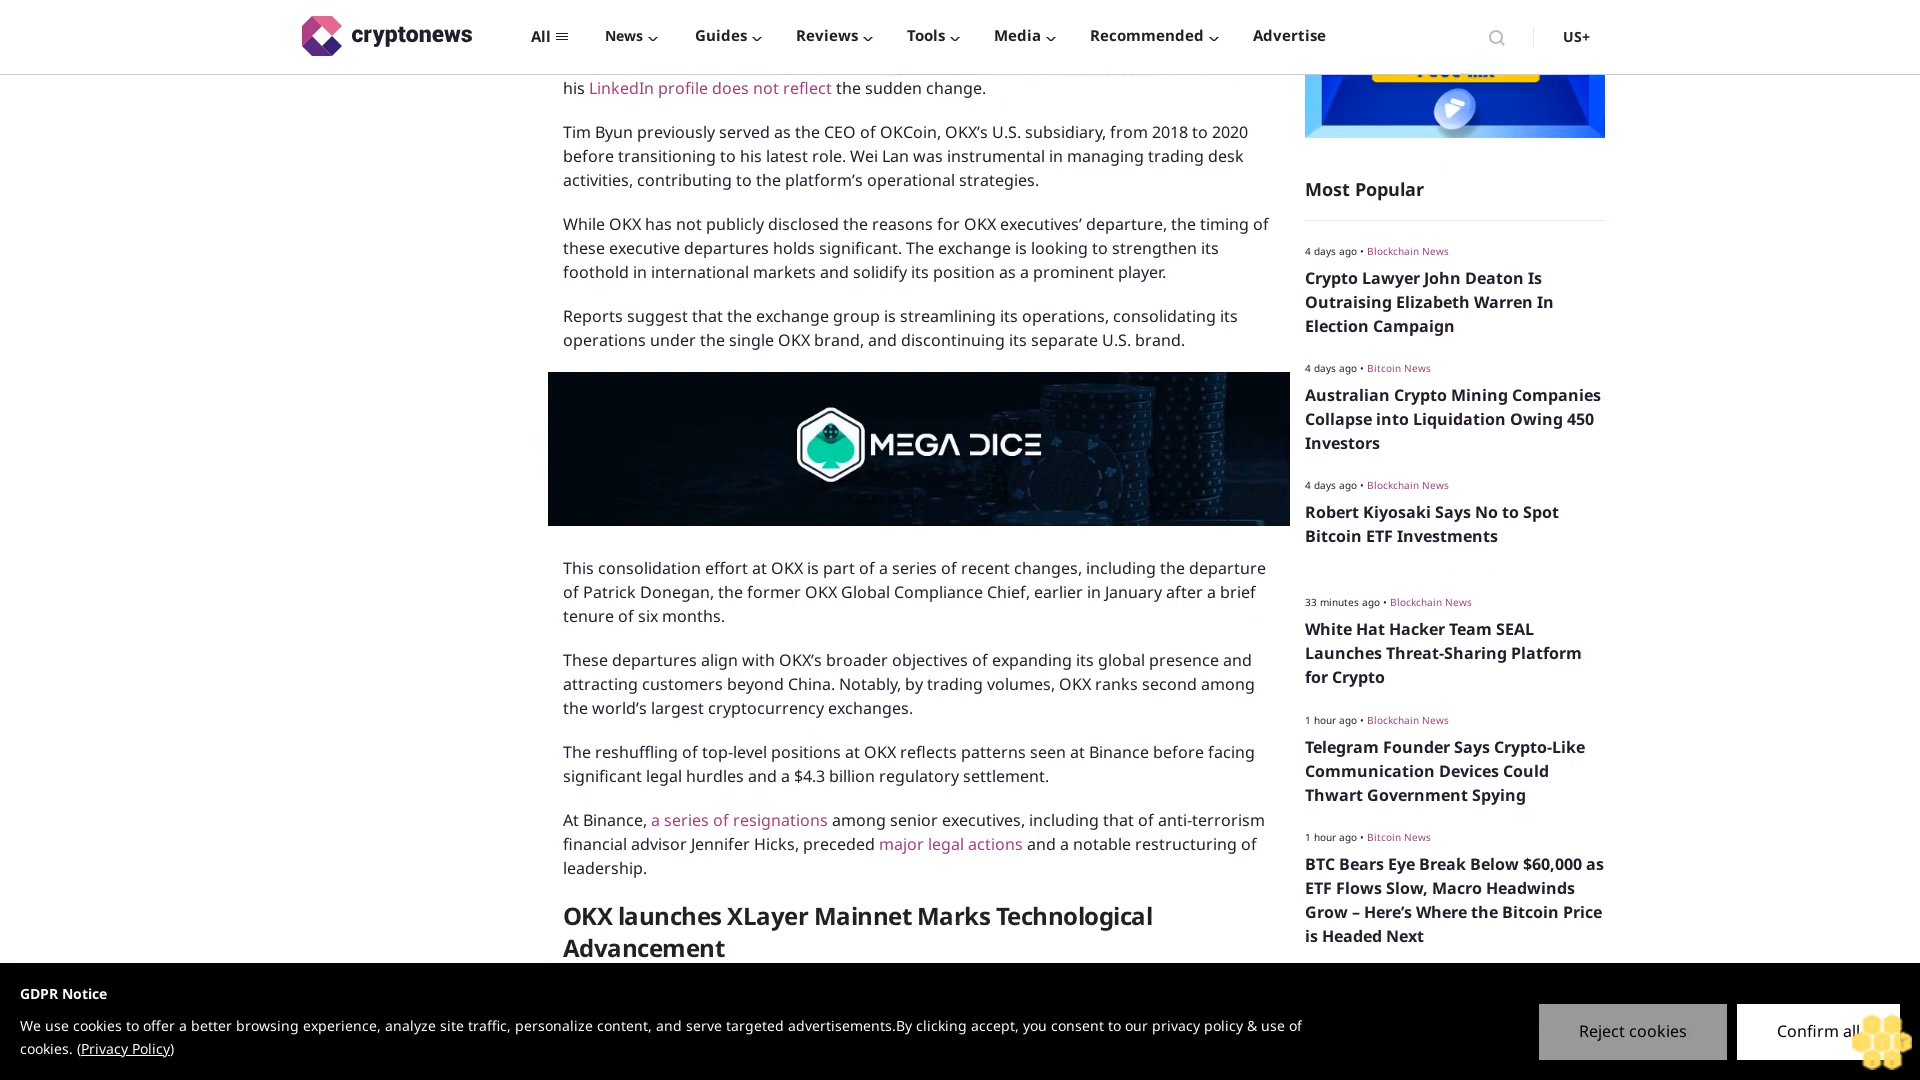 cryptonews
All
News
Guides
Reviews
Tools
Media
Recommended
Advertise
US+
his LinkedIn profile does not reflect the sudden change.
Tim Byun previously served as the CEO of OKCoin, OKX’s U.S. subsidiary, from 2018 to 2020
before transitioning to his latest role. Wei Lan was instrumental in managing trading desk
activities, contributing to the platform’s operational strategies.
While OKX has not publicly disclosed the reasons for OKX executives’ departure, the timing of
these executive departures holds significant. The exchange is looking to strengthen its
foothold in international markets and solidify its position as a prominent player.
Reports suggest that the exchange group is streamlining its operations, consolidating its
operations under the single OKX brand, and discontinuing its separate U.S. brand.
MEGA DICE
This consolidation effort at OKX is part of a series of recent changes, including the departure
of Patrick Donegan, the former OKX Global Compliance Chief, earlier in January after a brief
tenure of six months.
These departures align with OKX’s broader objectives of expanding its global presence and
attracting customers beyond China. Notably, by trading volumes, OKX ranks second among
the world’s largest cryptocurrency exchanges.
The reshuffling of top-level positions at OKX reflects patterns seen at Binance before facing
significant legal hurdles and a $4.3 billion regulatory settlement.
At Binance, a series of resignations among senior executives, including that of anti-terrorism
financial advisor Jennifer Hicks, preceded major legal actions and a notable restructuring of
leadership.
OKX launches XLayer Mainnet Marks Technological
Advancement
Most Popular
4 days ago • Blockchain News
Crypto Lawyer John Deaton Is
Outraising Elizabeth Warren In
Election Campaign
4 days ago • Bitcoin News
Australian Crypto Mining Companies
Collapse into Liquidation Owing 450
Investors
4 days ago • Blockchain News
Robert Kiyosaki Says No to Spot
Bitcoin ETF Investments
33 minutes ago • Blockchain News
White Hat Hacker Team SEAL
Launches Threat-Sharing Platform
for Crypto
1 hour ago • Blockchain News
Telegram Founder Says Crypto-Like
Communication Devices Could
Thwart Government Spying
1 hour ago • Bitcoin News
BTC Bears Eye Break Below $60,000 as
ETF Flows Slow, Macro Headwinds
Grow – Here’s Where the Bitcoin Price
is Headed Next
GDPR Notice
We use cookies to offer a better browsing experience, analyze site traffic, personalize content, and serve targeted advertisements.By clicking accept, you consent to our privacy policy & use of
cookies. (Privacy Policy)
Reject cookies
Confirm all